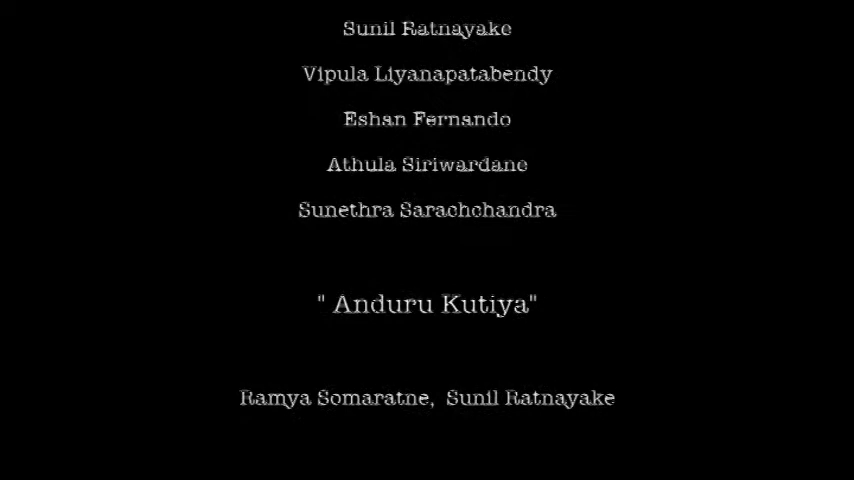 Sunil Ratnayake
Vipula Liyanapatabendy
Eshan Fernando
Athula Siriwardane
Sunethra Sarachchandra
" Anduru Kutiya"
Ramya Somaratne, Sunil Ratnayake